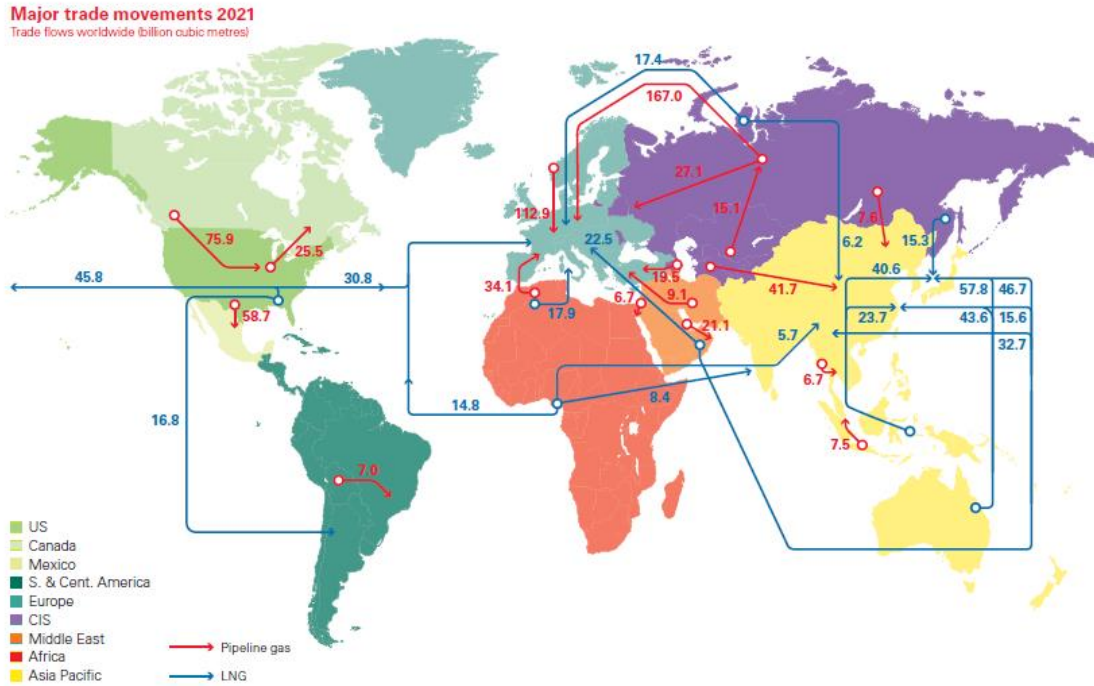 Major trade movements 2021
Trade flows worldwide (billion cubic metres)
17.4
167.0
27.1
15.1
112.9
7.6
75.9
25.5
22.5
6.2
15.3
40.6
45.8
30.8
34.1
19.5
41.7
57.8
46.7
58.7
17.9
6.7
9.1
21.1
5.7
23.7
43.6
15.6
32.7
6.7
16.8
14.8
8.4
7.5
7.0
US
Canada
Mexico
S. & Cent. America
Europe
CIS
Middle East
Africa
Asia Pacific
Pipeline gas
LNG